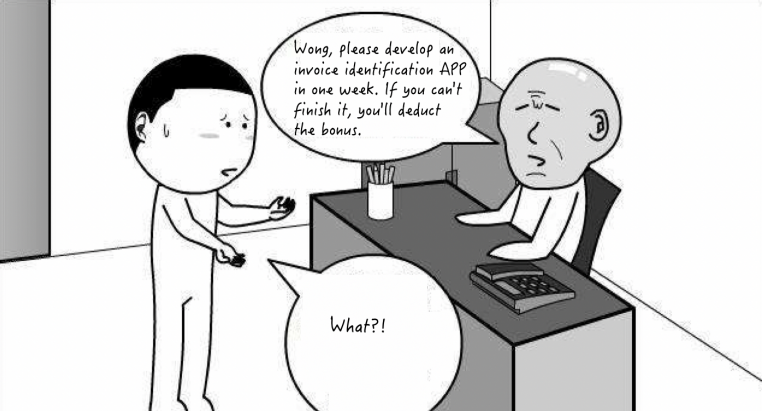 Wong, please develop an
invoice identification APP
in one week. If you can't
finish it, you'll deduct
the bonus.
What?!